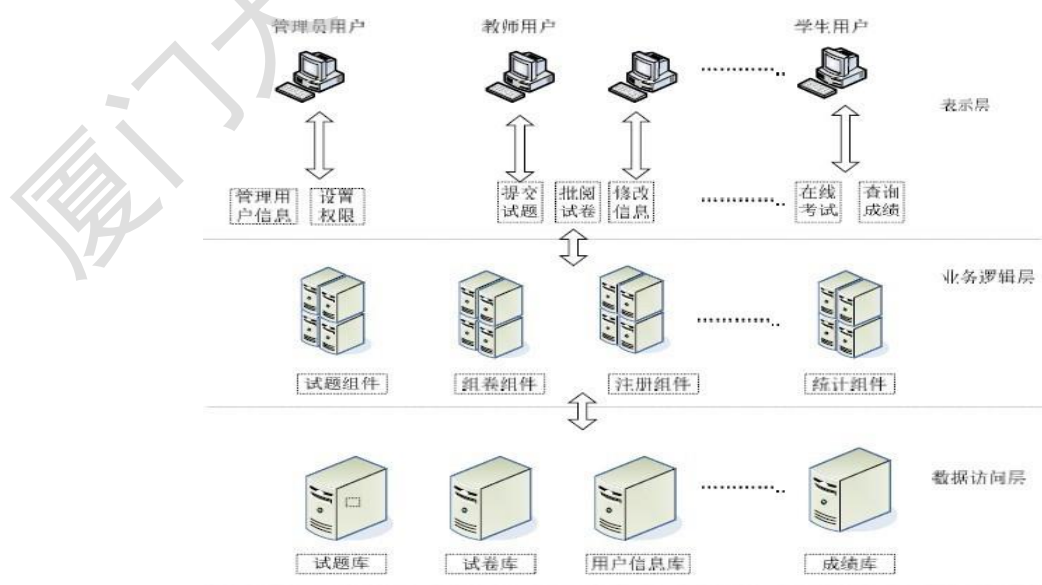 管理员用户
教师用户
学生用户
表示层
管理用
户信息
设置
权限
提交
试题
批阅
试卷
修改
信息
在线
考试
查询
成绩
业务逻辑层
试题组件
组卷组件
注册组件
统计组件
数据访问层
试题库
试卷库
用户信息库
成绩库
厦门大